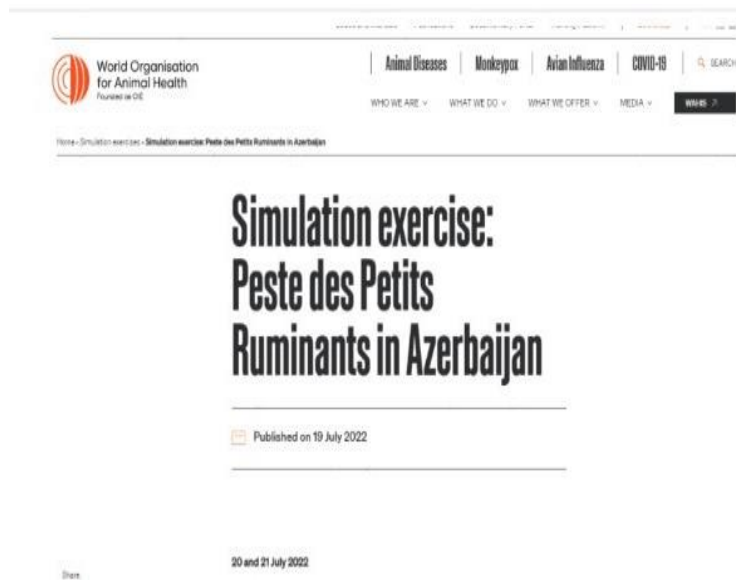 World Organisation
for Animal Health
Founded as OIE
Animal Diseases
Monkeypox
Avian Influenza
COVID-19
SEARCH
WHO WE ARE
WHAT WE DO
WHAT WE OFFER
MEDIA
WAHIS
Home › Simulation exercises › Simulation exercise: Peste des Petits Ruminants in Azerbaijan
Simulation exercise:
Peste des Petits
Ruminants in Azerbaijan
Published on 19 July 2022
20 and 21 July 2022
Share